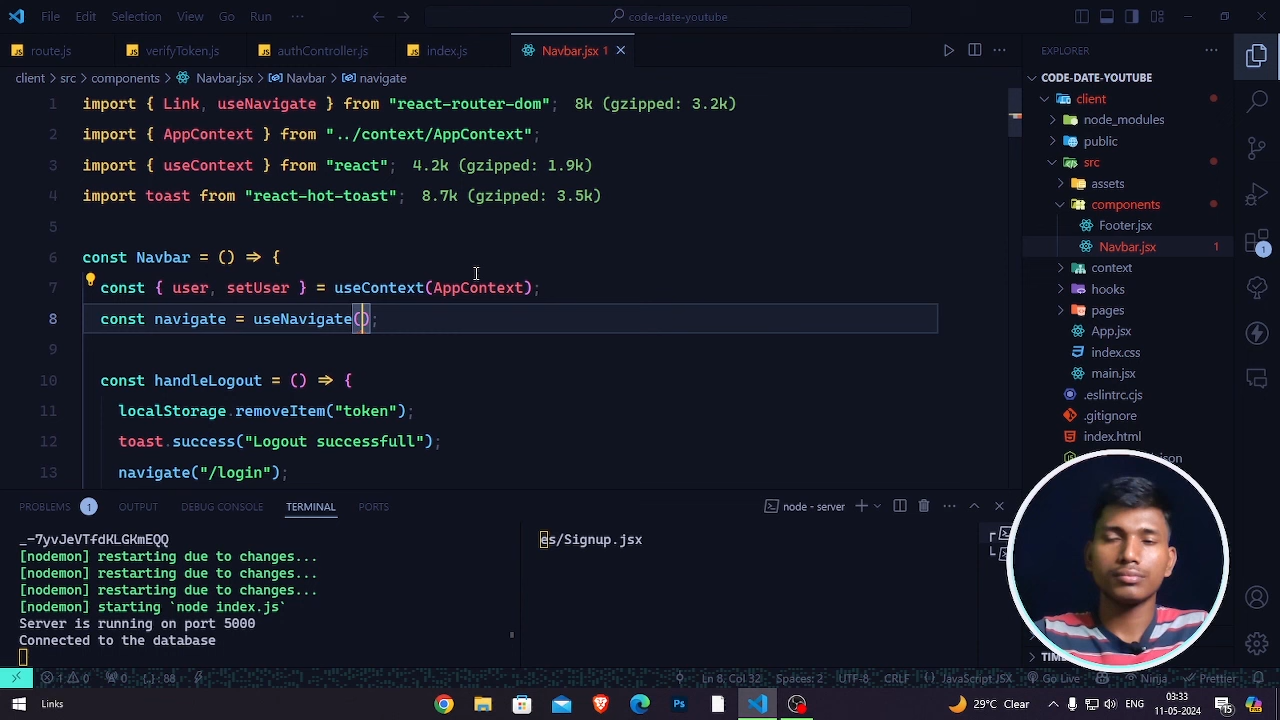 File Edit Selection View Go Run ··· code-date-youtube
route.js verifyToken.js authController.js index.js Navbar.jsx 1
client > src > components > Navbar.jsx > Navbar > navigate
1 import { Link, useNavigate } from "react-router-dom"; 8k (gzipped: 3.2k)
2 import { AppContext } from "../context/AppContext";
3 import { useContext } from "react"; 4.2k (gzipped: 1.9k)
4 import toast from "react-hot-toast"; 8.7k (gzipped: 3.5k)
5
6 const Navbar = () => {
7 const { user, setUser } = useContext(AppContext);
8 const navigate = useNavigate();
9
10 const handleLogout = () => {
11 localStorage.removeItem("token");
12 toast.success("Logout successfull");
13 navigate("/login");
EXPLORER
CODE-DATE-YOUTUBE
client
node_modules
public
src
assets
components
Footer.jsx
Navbar.jsx 1
context
hooks
pages
App.jsx
index.css
main.jsx
.eslintrc.cjs
.gitignore
index.html
PROBLEMS 1 OUTPUT DEBUG CONSOLE TERMINAL PORTS
node - server
_-7yvJeVTfdKLGKmEQQ
[nodemon] restarting due to changes...
[nodemon] restarting due to changes...
[nodemon] restarting due to changes...
[nodemon] starting `node index.js`
Server is running on port 5000
Connected to the database
es/Signup.jsx
1 0 0 {..}: 88 Ln 8, Col 32 Spaces: 2 UTF-8 CRLF {} JavaScript JSX Go Live Ninja Prettier
Links 29°C Clear ENG 03:33
11-05-2024